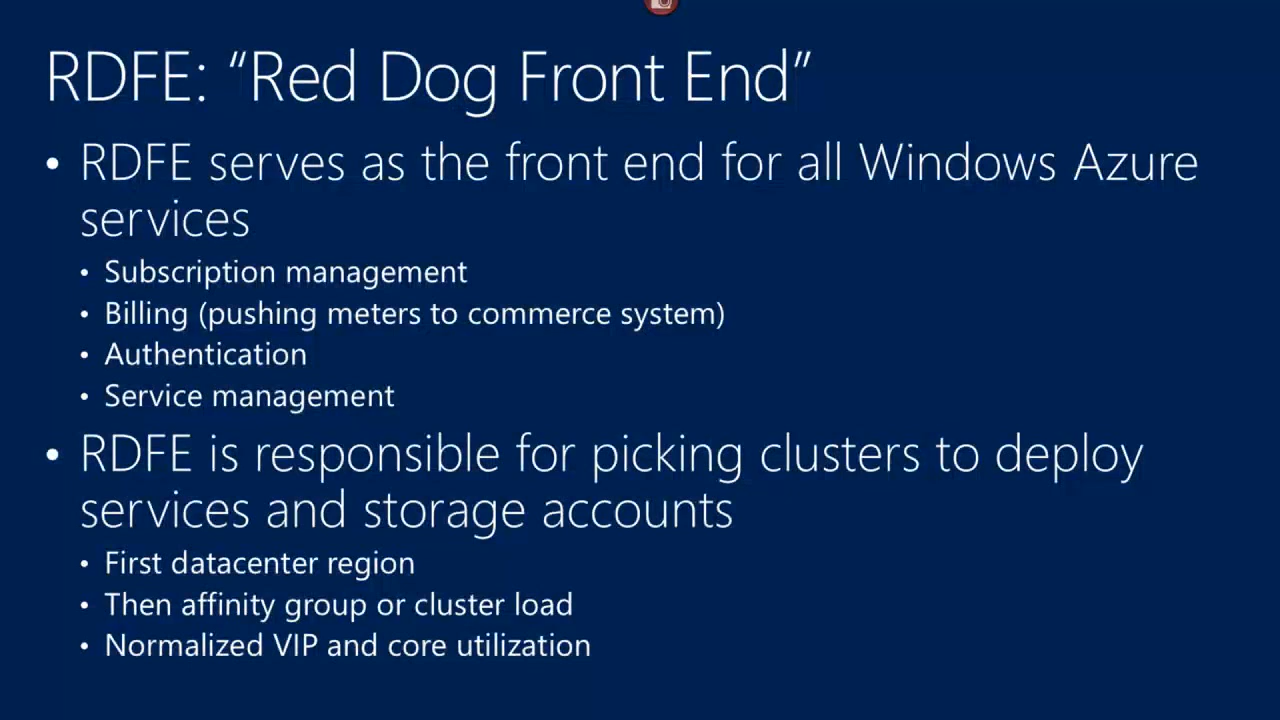 RDFE: “Red Dog Front End”
• RDFE serves as the front end for all Windows Azure
services
• Subscription management
• Billing (pushing meters to commerce system)
• Authentication
• Service management
• RDFE is responsible for picking clusters to deploy
services and storage accounts
• First datacenter region
• Then affinity group or cluster load
• Normalized VIP and core utilization